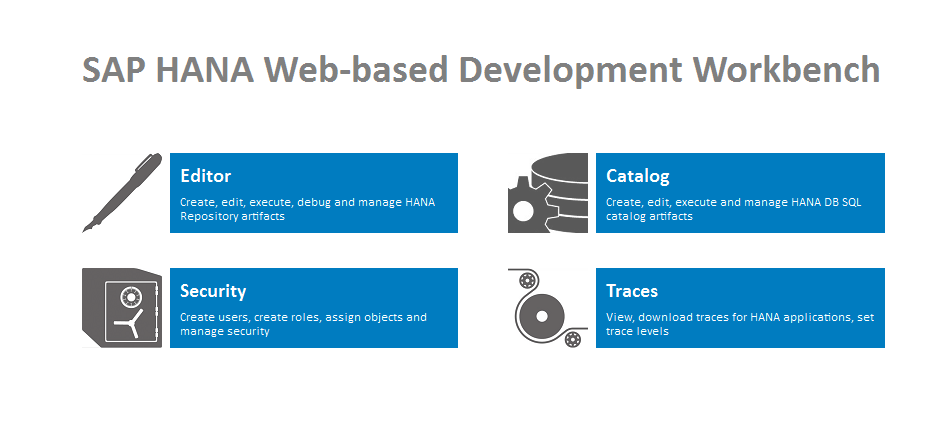 SAP HANA Web-based Development Workbench
Editor
Create, edit, execute, debug and manage HANA
Repository artifacts
Catalog
Create, edit, execute and manage HANA DB SQL
catalog artifacts
Security
Create users, create roles, assign objects and
manage security
Traces
View, download traces for HANA applications, set
trace levels